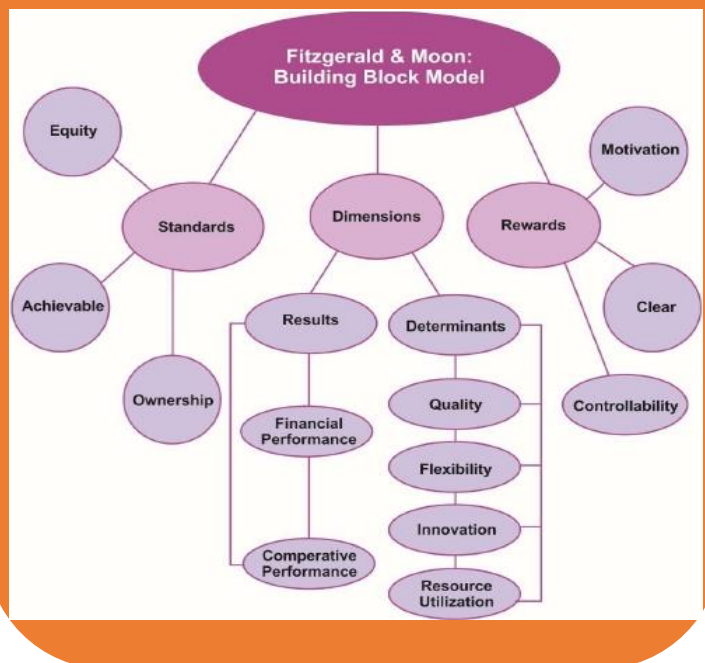 Fitzgerald & Moon:
Building Block Model
Equity
Motivation
Standards
Dimensions
Rewards
Achievable
Results
Determinants
Clear
Ownership
Quality
Controllability
Financial
Performance
Flexibility
Innovation
Comperative
Performance
Resource
Utilization